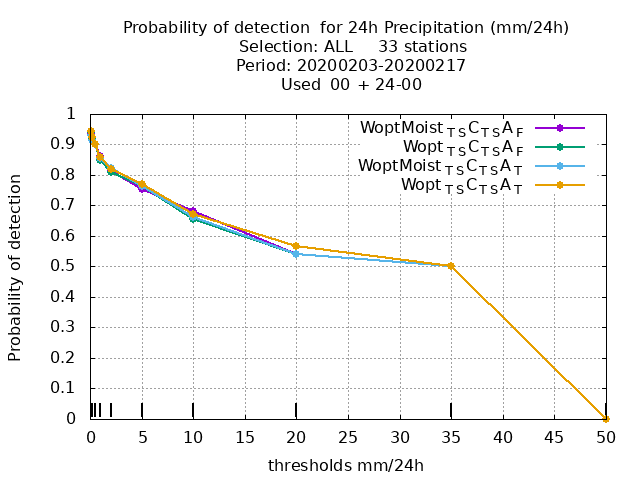 Probability of detection  for 24h Precipitation (mm/24h)
Selection: ALL     33 stations
Period: 20200203-20200217
Used  00 + 24-00
WoptMoist TS C TS A F
Wopt TS C TS A F
WoptMoist TS C TS A T
Wopt TS C TS A T
Probability of detection
1
0.9
0.8
0.7
0.6
0.5
0.4
0.3
0.2
0.1
0
0 5 10 15 20 25 30 35 40 45 50
thresholds mm/24h